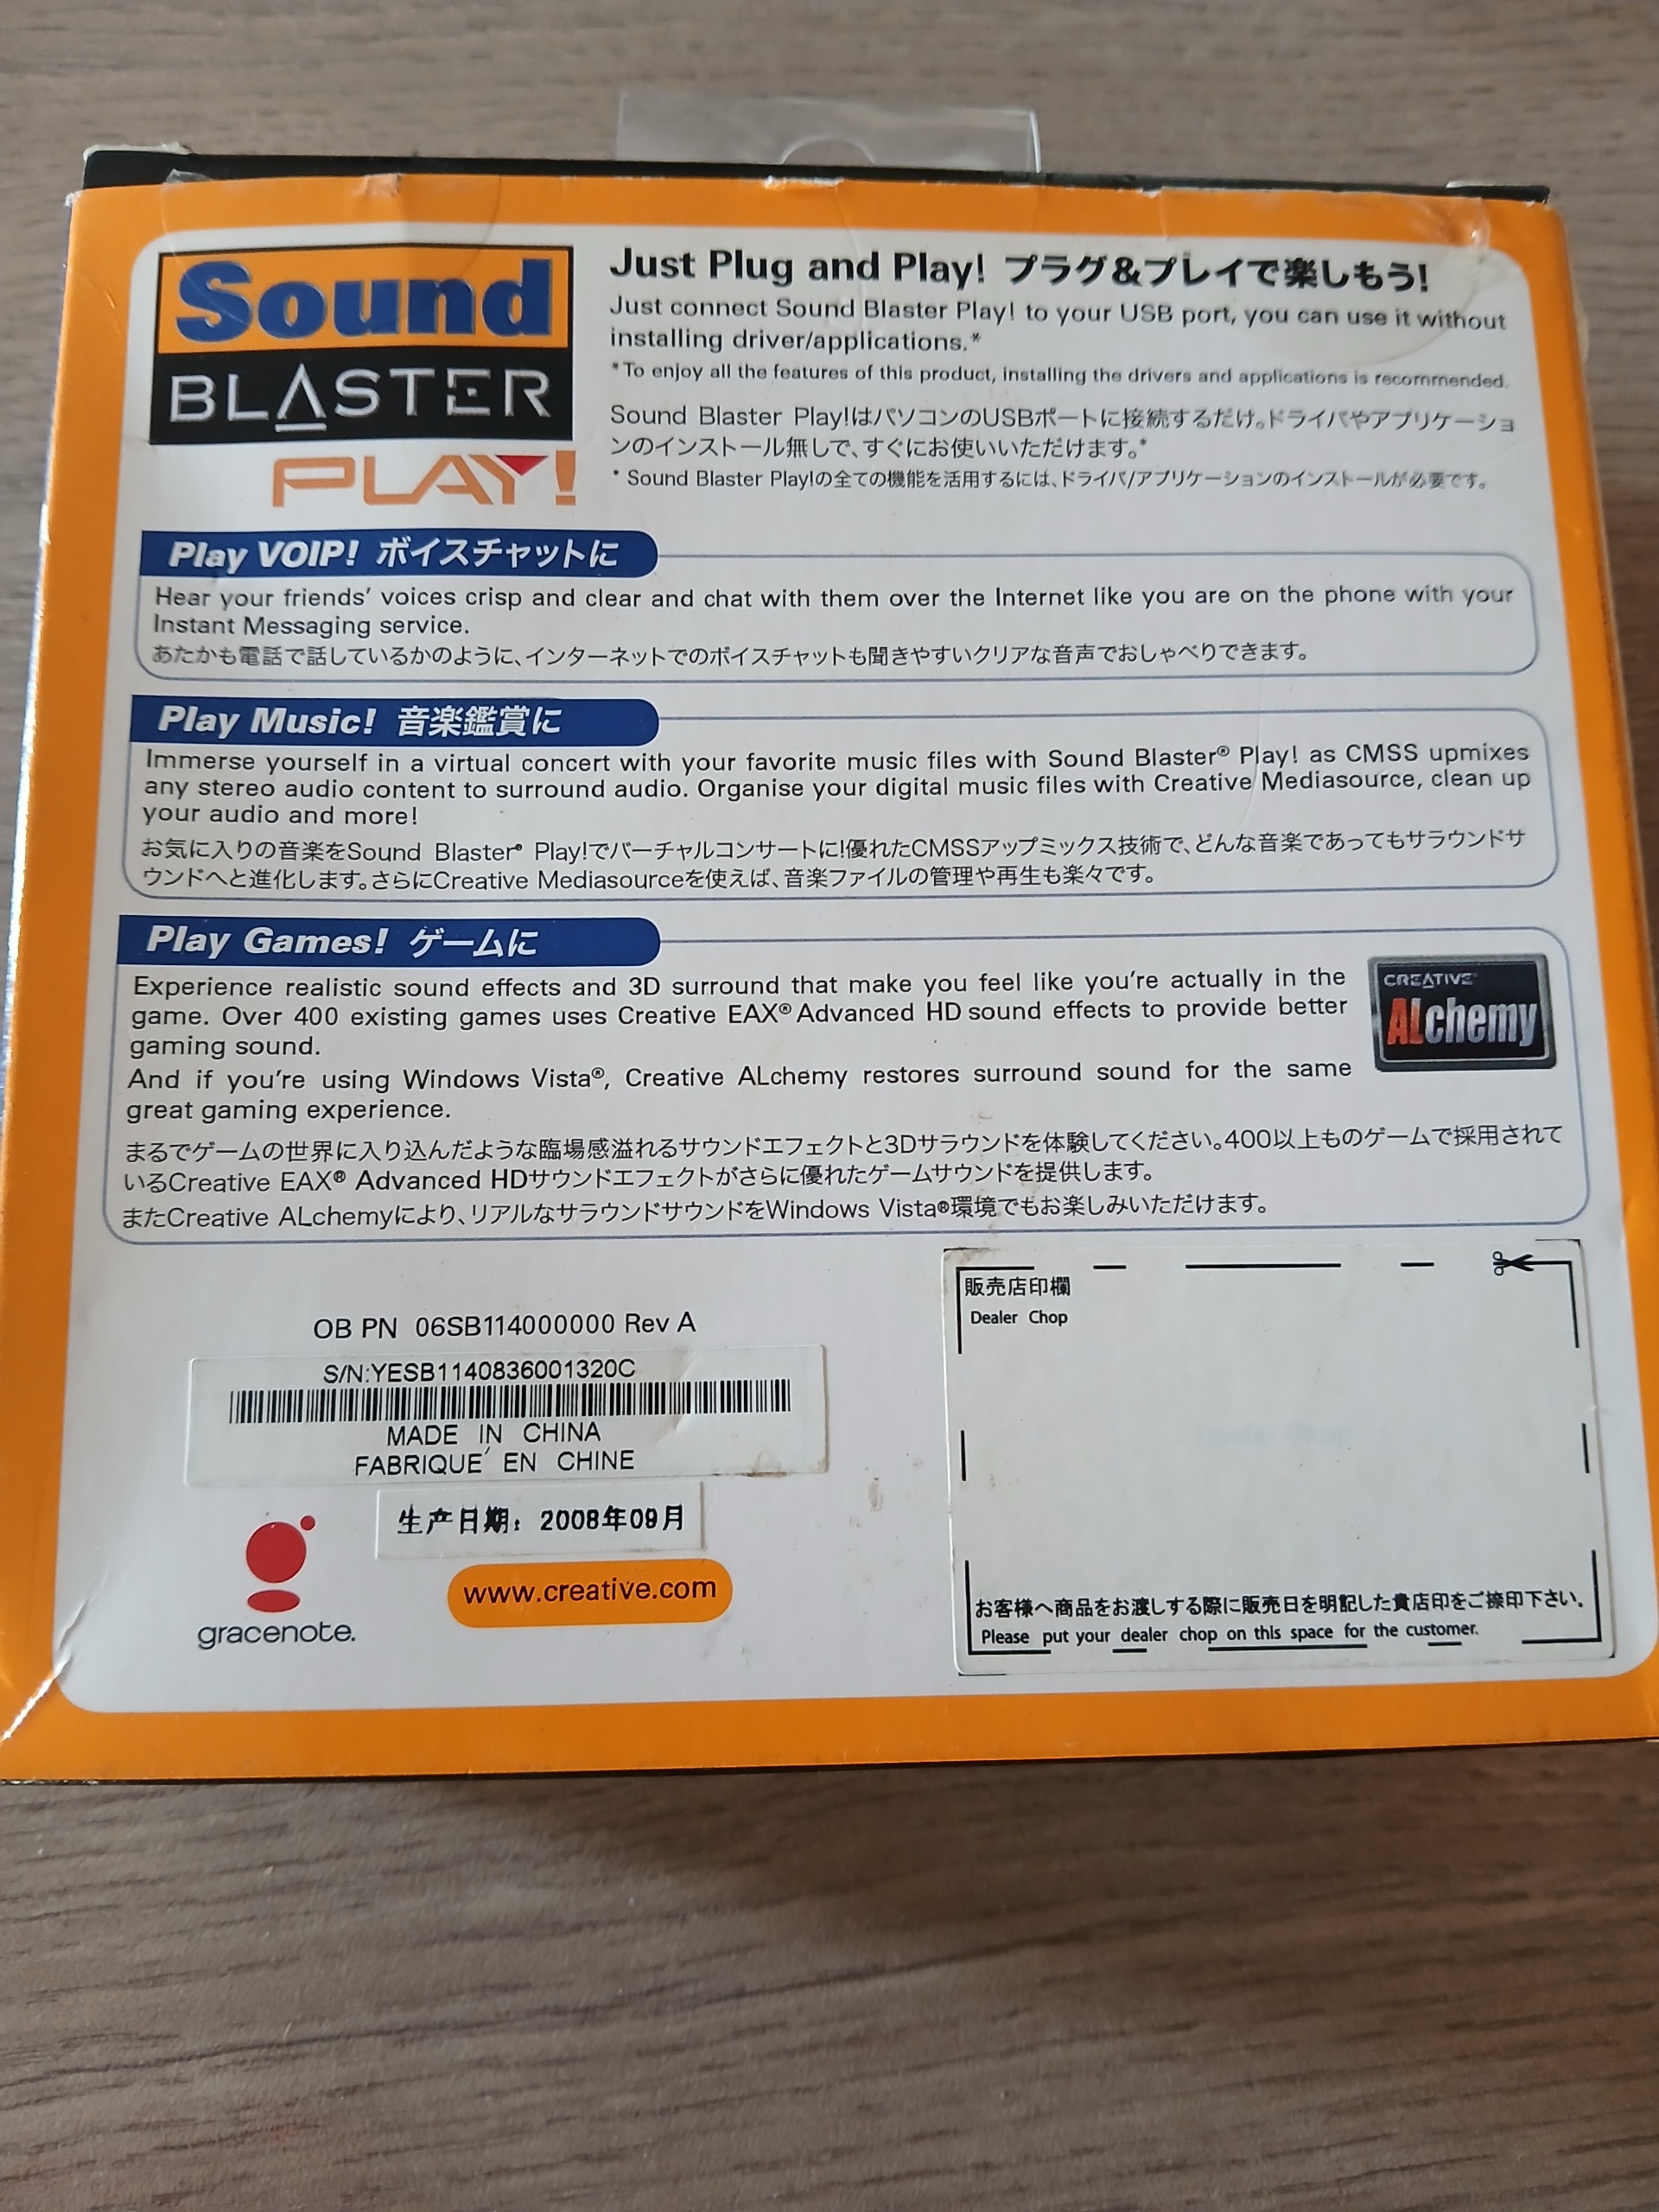 Sound
BLASTER
PLAY!
Just Plug and Play! プラグ&プレイで楽しもう!
Just connect Sound Blaster Play! to your USB port, you can use it without
installing driver/applications.*
*To enjoy all the features of this product, installing the drivers and applications is recommended.
Sound Blaster Play!はパソコンのUSBポートに接続するだけ。ドライバやアプリケーショ
ンのインストール無しで、すぐにお使いいただけます。*
* Sound Blaster Play!の全ての機能を活用するには、ドライバ/アプリケーションのインストールが必要です。
Play VOIP! ボイスチャットに
Hear your friends' voices crisp and clear and chat with them over the Internet like you are on the phone with your
Instant Messaging service.
あたかも電話で話しているかのように、インターネットでのボイスチャットも聞きやすいクリアな音声でおしゃべりできます。
Play Music! 音楽鑑賞に
Immerse yourself in a virtual concert with your favorite music files with Sound Blaster® Play! as CMSS upmixes
any stereo audio content to surround audio. Organise your digital music files with Creative Mediasource, clean up
your audio and more!
お気に入りの音楽をSound Blaster® Play!でバーチャルコンサートに!優れたCMSSアップミックス技術で、どんな音楽であってもサラウンドサ
ウンドへと進化します。さらにCreative Mediasourceを使えば、音楽ファイルの管理や再生も楽々です。
Play Games! ゲームに
Experience realistic sound effects and 3D surround that make you feel like you're actually in the
game. Over 400 existing games uses Creative EAX® Advanced HD sound effects to provide better
gaming sound.
And if you're using Windows Vista®, Creative ALchemy restores surround sound for the same
great gaming experience.
CREATIVE
ALchemy
まるでゲームの世界に入り込んだような臨場感溢れるサウンドエフェクトと3Dサラウンドを体験してください。400以上ものゲームで採用されて
いるCreative EAX® Advanced HDサウンドエフェクトがさらに優れたゲームサウンドを提供します。
またCreative ALchemyにより、リアルなサラウンドサウンドをWindows Vista®環境でもお楽しみいただけます。
OB PN 06SB114000000 Rev A
S/N:YESB1140836001320C
MADE IN CHINA
FABRIQUE´ EN CHINE
生产日期: 2008年09月
gracenote.
www.creative.com
販売店印欄
Dealer Chop
お客様へ商品をお渡しする際に販売日を明記した貴店印をご捺印下さい。
Please put your dealer chop on this space for the customer.